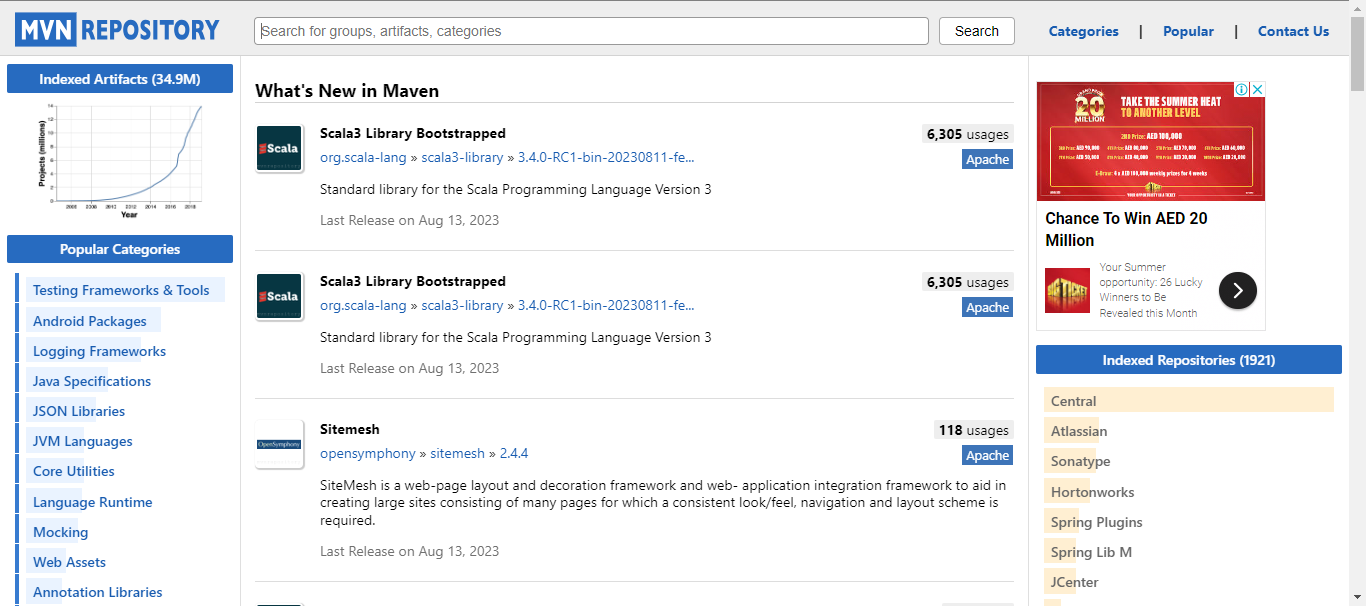 MVN REPOSITORY
Search for groups, artifacts, categories
Search
Categories | Popular | Contact Us
Indexed Artifacts (34.9M)
Projects (millions)
Year
Popular Categories
Testing Frameworks & Tools
Android Packages
Logging Frameworks
Java Specifications
JSON Libraries
JVM Languages
Core Utilities
Language Runtime
Mocking
Web Assets
Annotation Libraries
What's New in Maven
Scala
Scala3 Library Bootstrapped
6,305 usages
org.scala-lang » scala3-library » 3.4.0-RC1-bin-20230811-fe...
Apache
Standard library for the Scala Programming Language Version 3
Last Release on Aug 13, 2023
Scala
Scala3 Library Bootstrapped
6,305 usages
org.scala-lang » scala3-library » 3.4.0-RC1-bin-20230811-fe...
Apache
Standard library for the Scala Programming Language Version 3
Last Release on Aug 13, 2023
OpenSymphony
Sitemesh
118 usages
opensymphony » sitemesh » 2.4.4
Apache
SiteMesh is a web-page layout and decoration framework and web- application integration framework to aid in
creating large sites consisting of many pages for which a consistent look/feel, navigation and layout scheme is
required.
Last Release on Aug 13, 2023
20
MILLION
TAKE THE SUMMER HEAT
TO ANOTHER LEVEL
AED 100,000
Chance To Win AED 20
Million
BIG TICKET
Your Summer
opportunity: 26 Lucky
Winners to Be
Revealed this Month
Indexed Repositories (1921)
Central
Atlassian
Sonatype
Hortonworks
Spring Plugins
Spring Lib M
JCenter